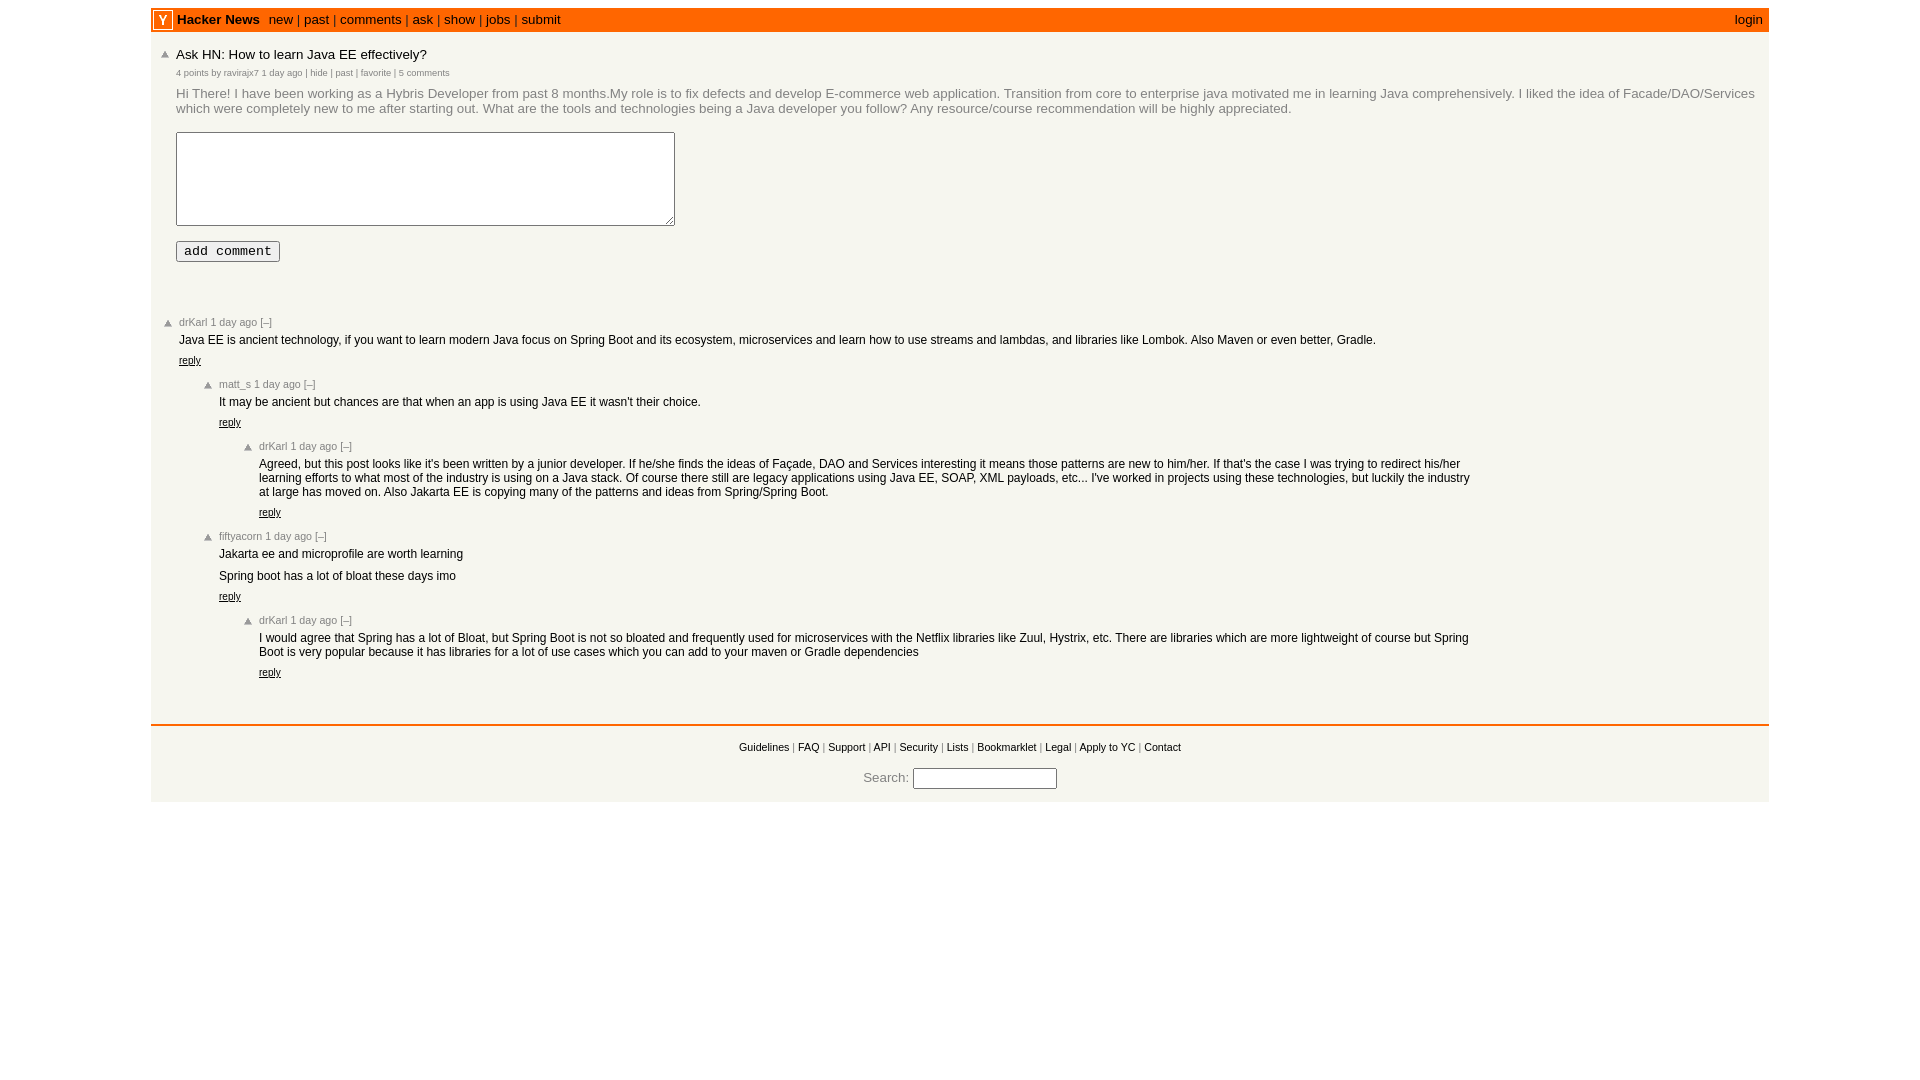 Y Hacker News new | past | comments | ask | show | jobs | submit login
Ask HN: How to learn Java EE effectively?
4 points by ravirajx7 1 day ago | hide | past | favorite | 5 comments
Hi There! I have been working as a Hybris Developer from past 8 months.My role is to fix defects and develop E-commerce web application. Transition from core to enterprise java motivated me in learning Java comprehensively. I liked the idea of Facade/DAO/Services
which were completely new to me after starting out. What are the tools and technologies being a Java developer you follow? Any resource/course recommendation will be highly appreciated.
add comment
drKarl 1 day ago [–]
Java EE is ancient technology, if you want to learn modern Java focus on Spring Boot and its ecosystem, microservices and learn how to use streams and lambdas, and libraries like Lombok. Also Maven or even better, Gradle.
reply
matt_s 1 day ago [–]
It may be ancient but chances are that when an app is using Java EE it wasn't their choice.
reply
drKarl 1 day ago [–]
Agreed, but this post looks like it's been written by a junior developer. If he/she finds the ideas of Façade, DAO and Services interesting it means those patterns are new to him/her. If that's the case I was trying to redirect his/her
learning efforts to what most of the industry is using on a Java stack. Of course there still are legacy applications using Java EE, SOAP, XML payloads, etc... I've worked in projects using these technologies, but luckily the industry
at large has moved on. Also Jakarta EE is copying many of the patterns and ideas from Spring/Spring Boot.
reply
fiftyacorn 1 day ago [–]
Jakarta ee and microprofile are worth learning
Spring boot has a lot of bloat these days imo
reply
drKarl 1 day ago [–]
I would agree that Spring has a lot of Bloat, but Spring Boot is not so bloated and frequently used for microservices with the Netflix libraries like Zuul, Hystrix, etc. There are libraries which are more lightweight of course but Spring
Boot is very popular because it has libraries for a lot of use cases which you can add to your maven or Gradle dependencies
reply
Guidelines | FAQ | Support | API | Security | Lists | Bookmarklet | Legal | Apply to YC | Contact
Search: